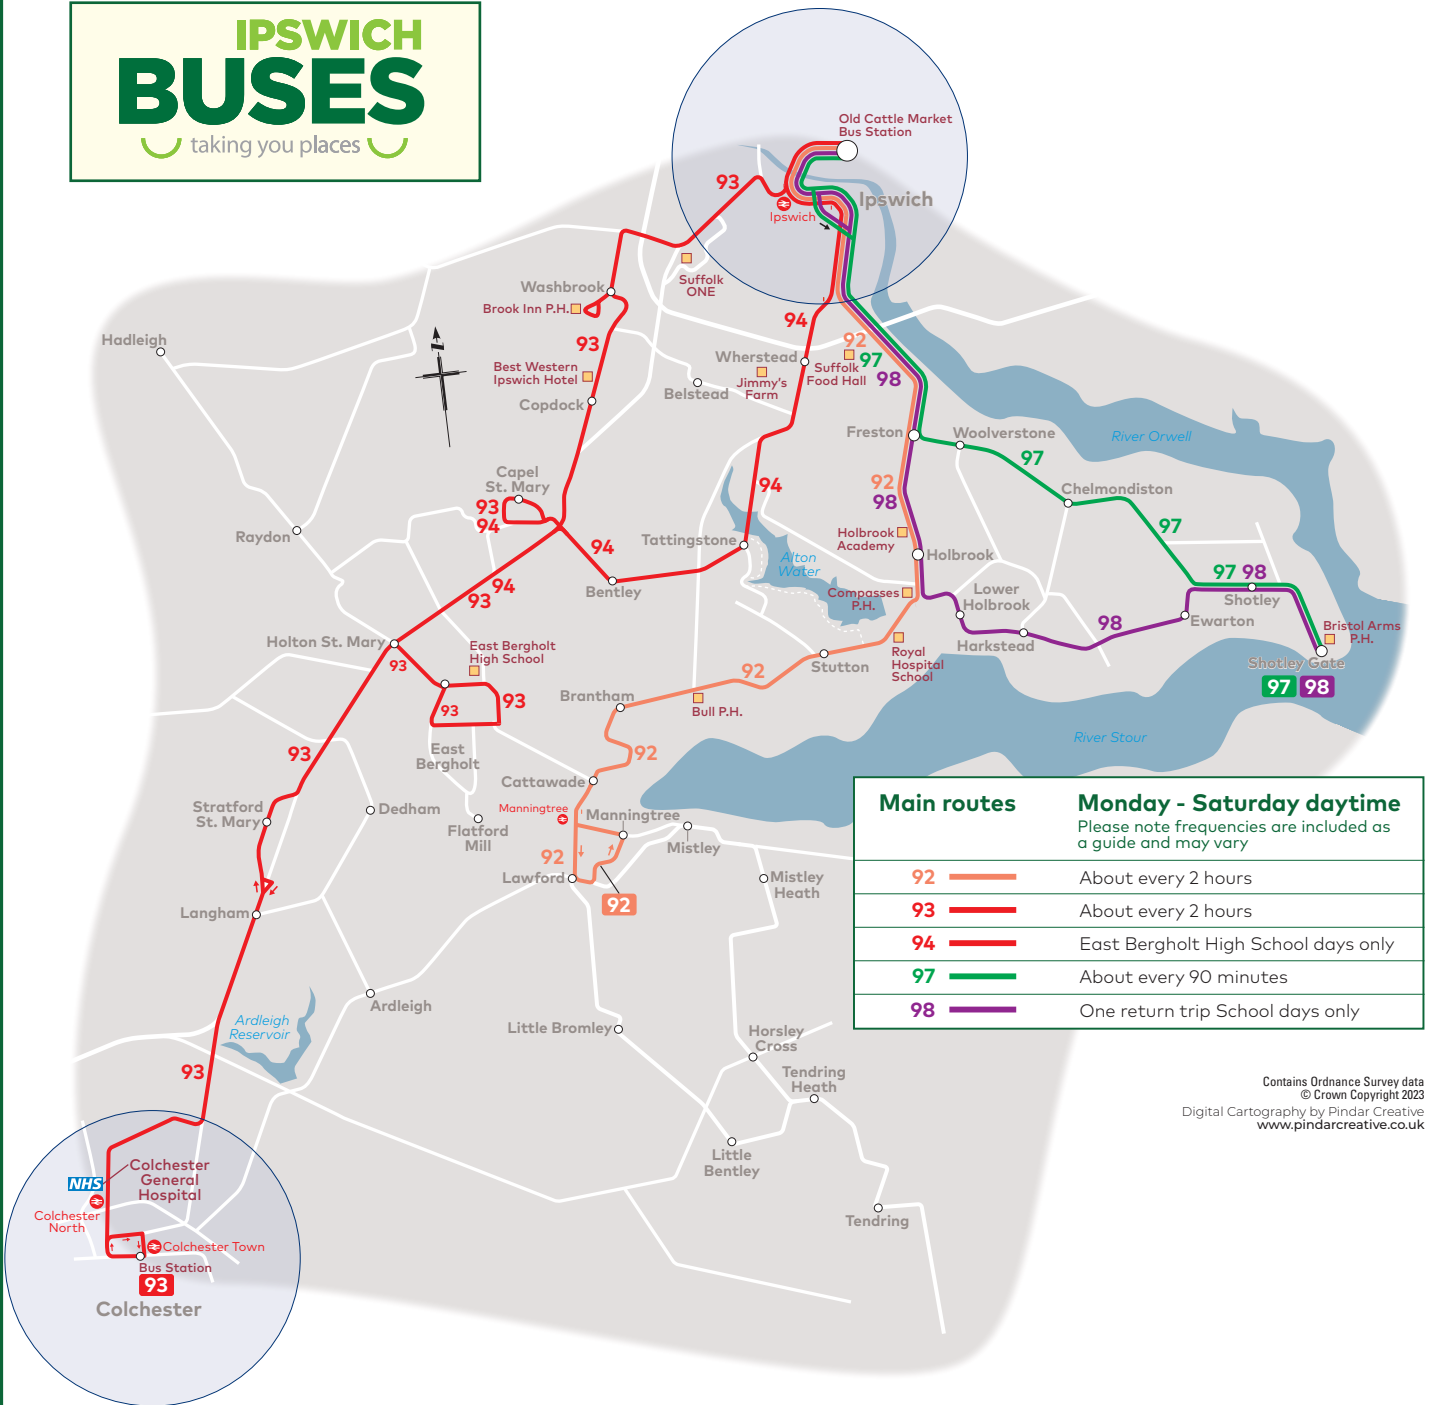 IPSWICH
BUSES
taking you places
Old Cattle Market
Bus Station
Ipswich
Ipswich
93
Suffolk
ONE
Washbrook
Brook Inn P.H.
93
Best Western
Ipswich Hotel
Copdock
Hadleigh
N
94
92
97
98
Wherstead
Jimmy's
Farm
Suffolk
Food Hall
Belstead
Freston
Woolverstone
River Orwell
97
Chelmondiston
97
Capel
St. Mary
93
94
94
92
98
Raydon
94
Tattingstone
Alton
Water
Holbrook
Academy
Holbrook
Bentley
94
93
Compasses
P.H.
Lower
Holbrook
97 98
Shotley
Ewarton
98
Harkstead
Bristol Arms
P.H.
Shotley Gate
97 98
Holton St. Mary
93
East Bergholt
High School
93
93
East
Bergholt
Royal
Hospital
School
Stutton
92
Brantham
Bull P.H.
92
River Stour
93
Cattawade
Manningtree
Manningtree
Stratford
St. Mary
Dedham
Flatford
Mill
Mistley
92
Lawford
92
Mistley
Heath
Langham
Ardleigh
Ardleigh
Reservoir
Little Bromley
Horsley
Cross
Tendring
Heath
93
Little
Bentley
Tendring
Colchester
General
Hospital
NHS
Colchester
North
Colchester Town
Bus Station
93
Colchester
Main routes Monday - Saturday daytime
Please note frequencies are included as
a guide and may vary
92 About every 2 hours
93 About every 2 hours
94 East Bergholt High School days only
97 About every 90 minutes
98 One return trip School days only
Contains Ordnance Survey data
© Crown Copyright 2023
Digital Cartography by Pindar Creative
www.pindarcreative.co.uk